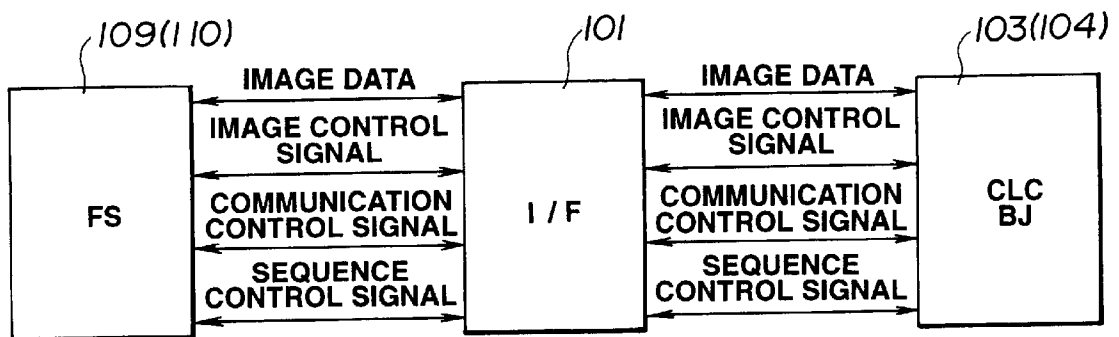 109(110)
101
103(104)
IMAGE DATA
IMAGE CONTROL
SIGNAL
COMMUNICATION
CONTROL SIGNAL
SEQUENCE
CONTROL SIGNAL
FS
I/F
IMAGE DATA
IMAGE CONTROL
SIGNAL
COMMUNICATION
CONTROL SIGNAL
SEQUENCE
CONTROL SIGNAL
CLC
BJ